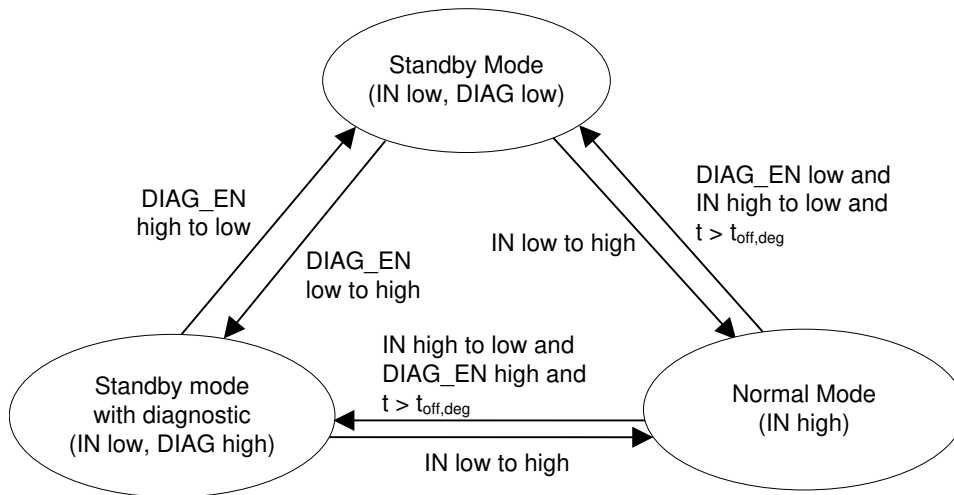 Standby Mode
(IN low, DIAG low)
DIAG_EN
high to low
DIAG_EN
low to high
IN low to high
DIAG_EN low and
IN high to low and
t > toff,deg
IN high to low and
DIAG_EN high and
t > toff,deg
Standby mode
with diagnostic
(IN low, DIAG high)
Normal Mode
(IN high)
IN low to high